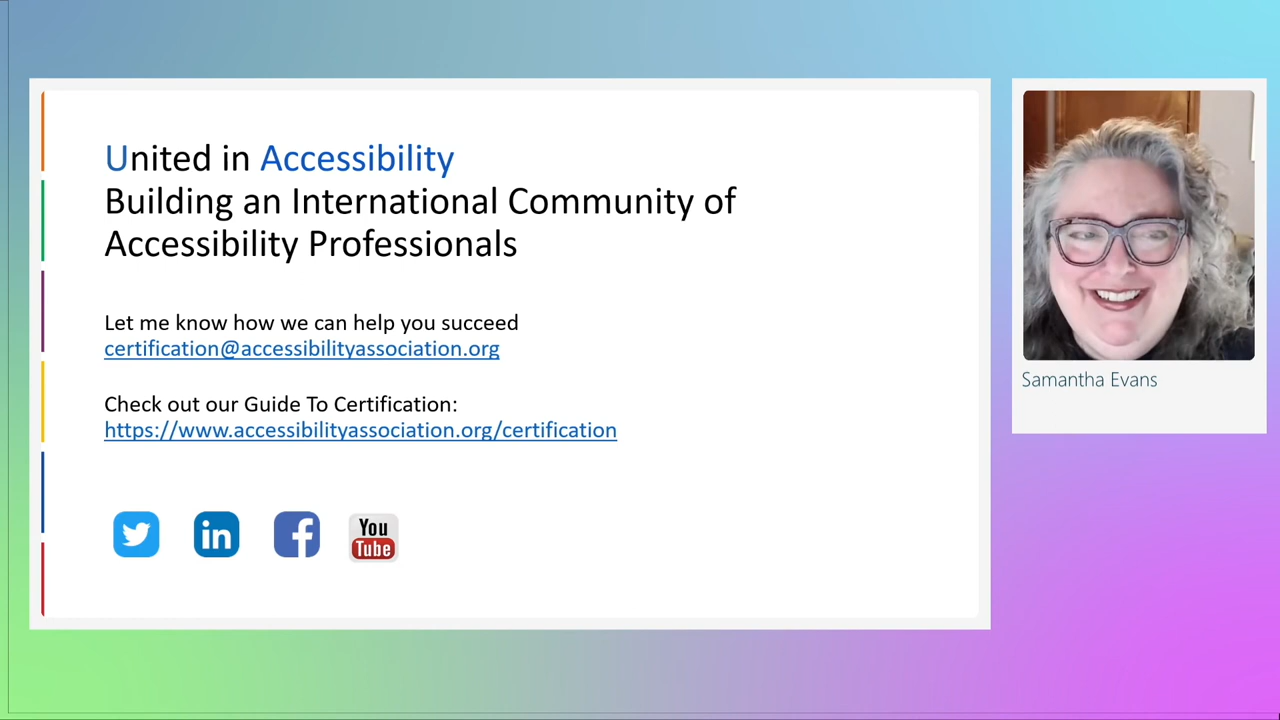 United in Accessibility
Building an International Community of
Accessibility Professionals
Let me know how we can help you succeed
certification@accessibilityassociation.org
Check out our Guide To Certification:
https://www.accessibilityassociation.org/certification
in
You
Tube
Samantha Evans